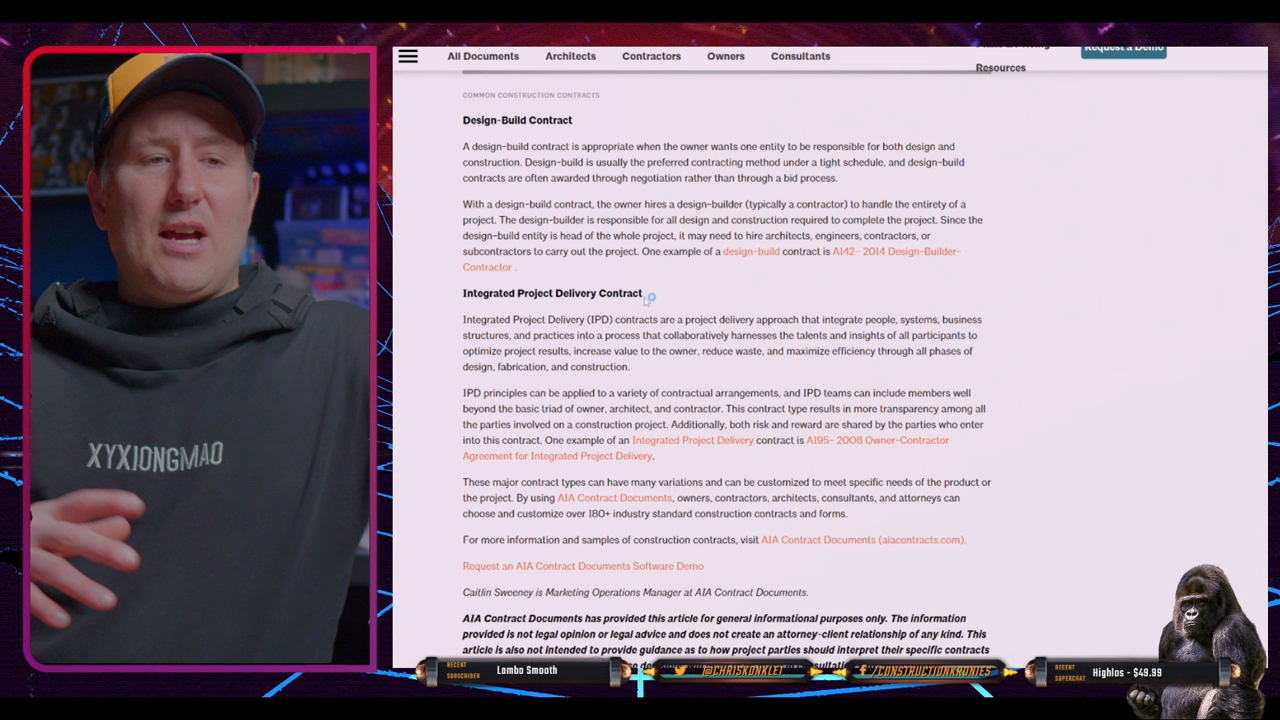 All Documents
Architects
Contractors
Owners
Consultants
Request a Demo
Resources
COMMON CONSTRUCTION CONTRACTS
Design-Build Contract
A design-build contract is appropriate when the owner wants one entity to be responsible for both design and
construction. Design-build is usually the preferred contracting method under a tight schedule, and design-build
contracts are often awarded through negotiation rather than through a bid process.
With a design-build contract, the owner hires a design-builder (typically a contractor) to handle the entirety of a
project. The design-builder is responsible for all design and construction required to complete the project. Since the
design-build entity is head of the whole project, it may need to hire architects, engineers, contractors, or
subcontractors to carry out the project. One example of a design-build contract is A142- 2014 Design-Builder-
Contractor .
Integrated Project Delivery Contract
Integrated Project Delivery (IPD) contracts are a project delivery approach that integrate people, systems, business
structures, and practices into a process that collaboratively harnesses the talents and insights of all participants to
optimize project results, increase value to the owner, reduce waste, and maximize efficiency through all phases of
design, fabrication, and construction.
IPD principles can be applied to a variety of contractual arrangements, and IPD teams can include members well
beyond the basic triad of owner, architect, and contractor. This contract type results in more transparency among all
the parties involved on a construction project. Additionally, both risk and reward are shared by the parties who enter
into this contract. One example of an Integrated Project Delivery contract is A195- 2008 Owner-Contractor
Agreement for Integrated Project Delivery.
These major contract types can have many variations and can be customized to meet specific needs of the product or
the project. By using AIA Contract Documents, owners, contractors, architects, consultants, and attorneys can
choose and customize over 180+ industry standard construction contracts and forms.
For more information and samples of construction contracts, visit AIA Contract Documents (aiacontracts.com).
Request an AIA Contract Documents Software Demo
Caitlin Sweeney is Marketing Operations Manager at AIA Contract Documents.
AIA Contract Documents has provided this article for general informational purposes only. The information
provided is not legal opinion or legal advice and does not create an attorney-client relationship of any kind. This
article is also not intended to provide guidance as to how project parties should interpret their specific contracts
XYXIONGMAO
RECENT
SUBSCRIBER
Lambo Smooth
@CHRISKONKLE1
/CONSTRUCTIONKRONIES
RECENT
SUPERCHAT
Highlos - $49.99